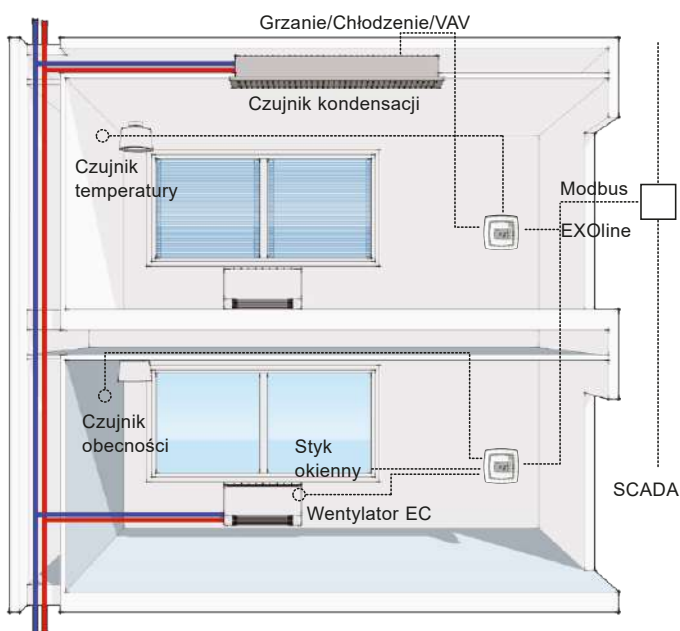 Grzanie/Chłodzenie/VAV
Czujnik kondensacji
Czujnik
temperatury
Modbus
EXOline
Czujnik
obecności
Styk
okienny
SCADA
Wentylator EC